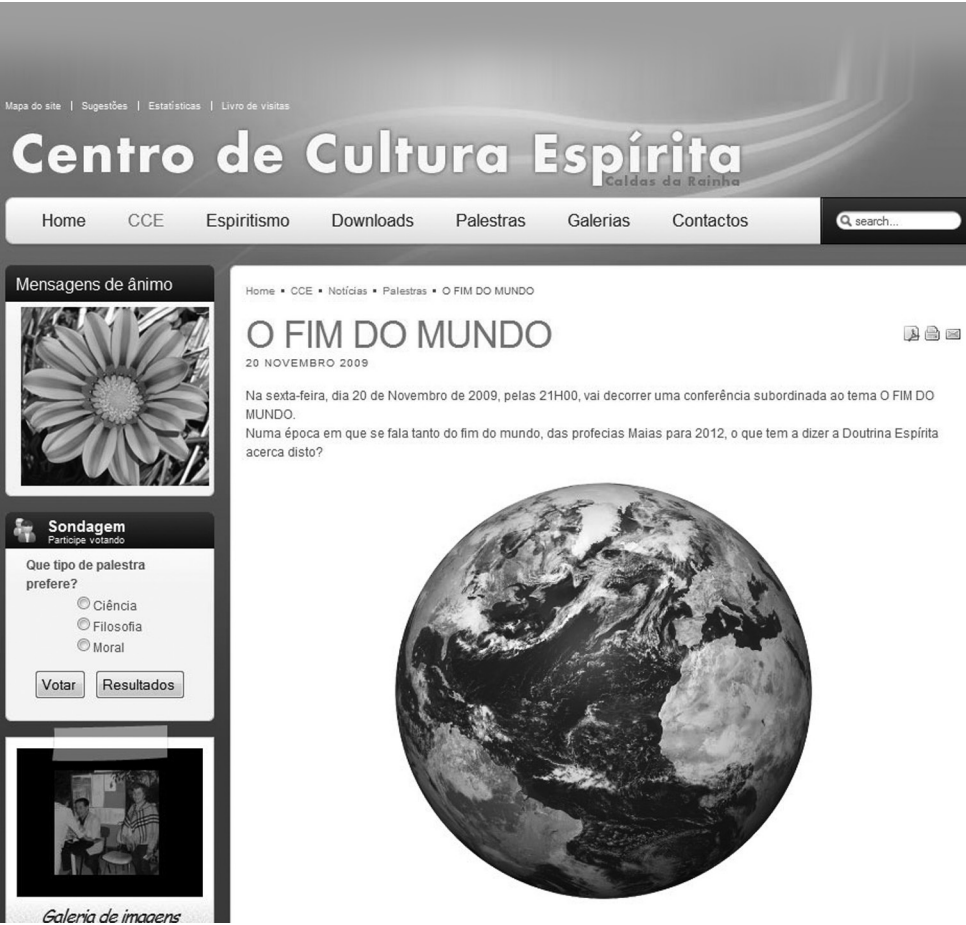 Mapa do site | Sugestões | Estatísticas | Livro de visitas
Centro de Cultura Espírita
Caldas da Rainha
Home CCE Espiritismo Downloads Palestras Galerias Contactos
search...
Mensagens de ânimo
Sondagem
Participe votando
Que tipo de palestra
prefere?
Ciência
Filosofia
Moral
Votar Resultados
Galeria de imagens
Home ▪ CCE ▪ Notícias ▪ Palestras ▪ O FIM DO MUNDO
O FIM DO MUNDO
20 NOVEMBRO 2009
Na sexta-feira, dia 20 de Novembro de 2009, pelas 21H00, vai decorrer uma conferência subordinada ao tema O FIM DO
MUNDO.
Numa época em que se fala tanto do fim do mundo, das profecias Maias para 2012, o que tem a dizer a Doutrina Espírita
acerca disto?